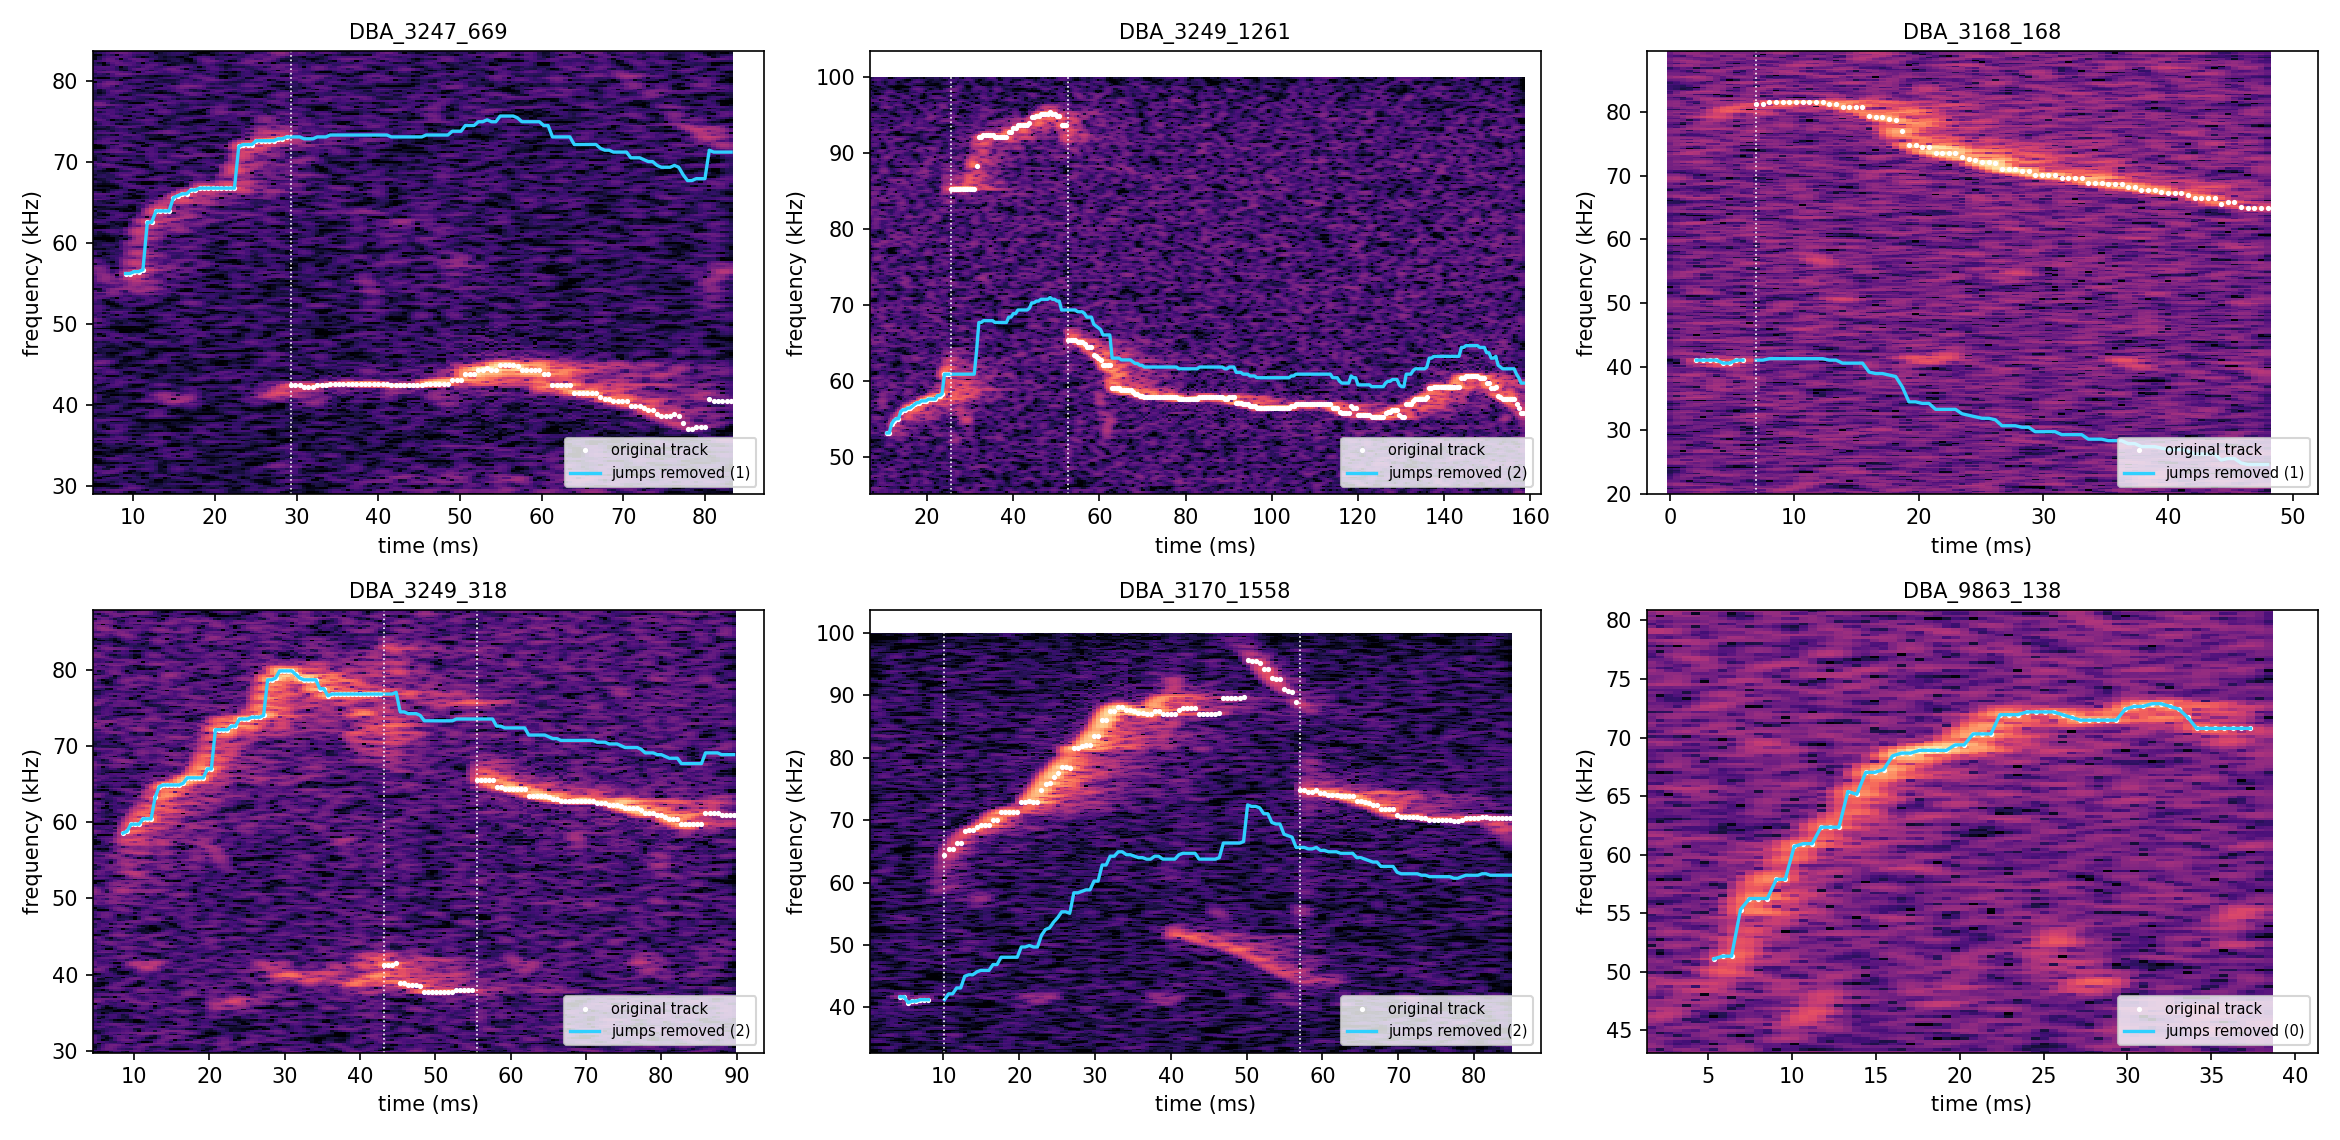 DBA_3247_669
frequency (kHz)
80
70
60
50
40
30
10 20 30 40 50 60 70 80
time (ms)
original track
jumps removed (1)
DBA_3249_1261
frequency (kHz)
100
90
80
70
60
50
20 40 60 80 100 120 140 160
time (ms)
original track
jumps removed (2)
DBA_3168_168
frequency (kHz)
80
70
60
50
40
30
20
0 10 20 30 40 50
time (ms)
original track
jumps removed (1)
DBA_3249_318
frequency (kHz)
80
70
60
50
40
30
10 20 30 40 50 60 70 80 90
time (ms)
original track
jumps removed (2)
DBA_3170_1558
frequency (kHz)
100
90
80
70
60
50
40
10 20 30 40 50 60 70 80
time (ms)
original track
jumps removed (2)
DBA_9863_138
frequency (kHz)
80
75
70
65
60
55
50
45
5 10 15 20 25 30 35 40
time (ms)
original track
jumps removed (0)